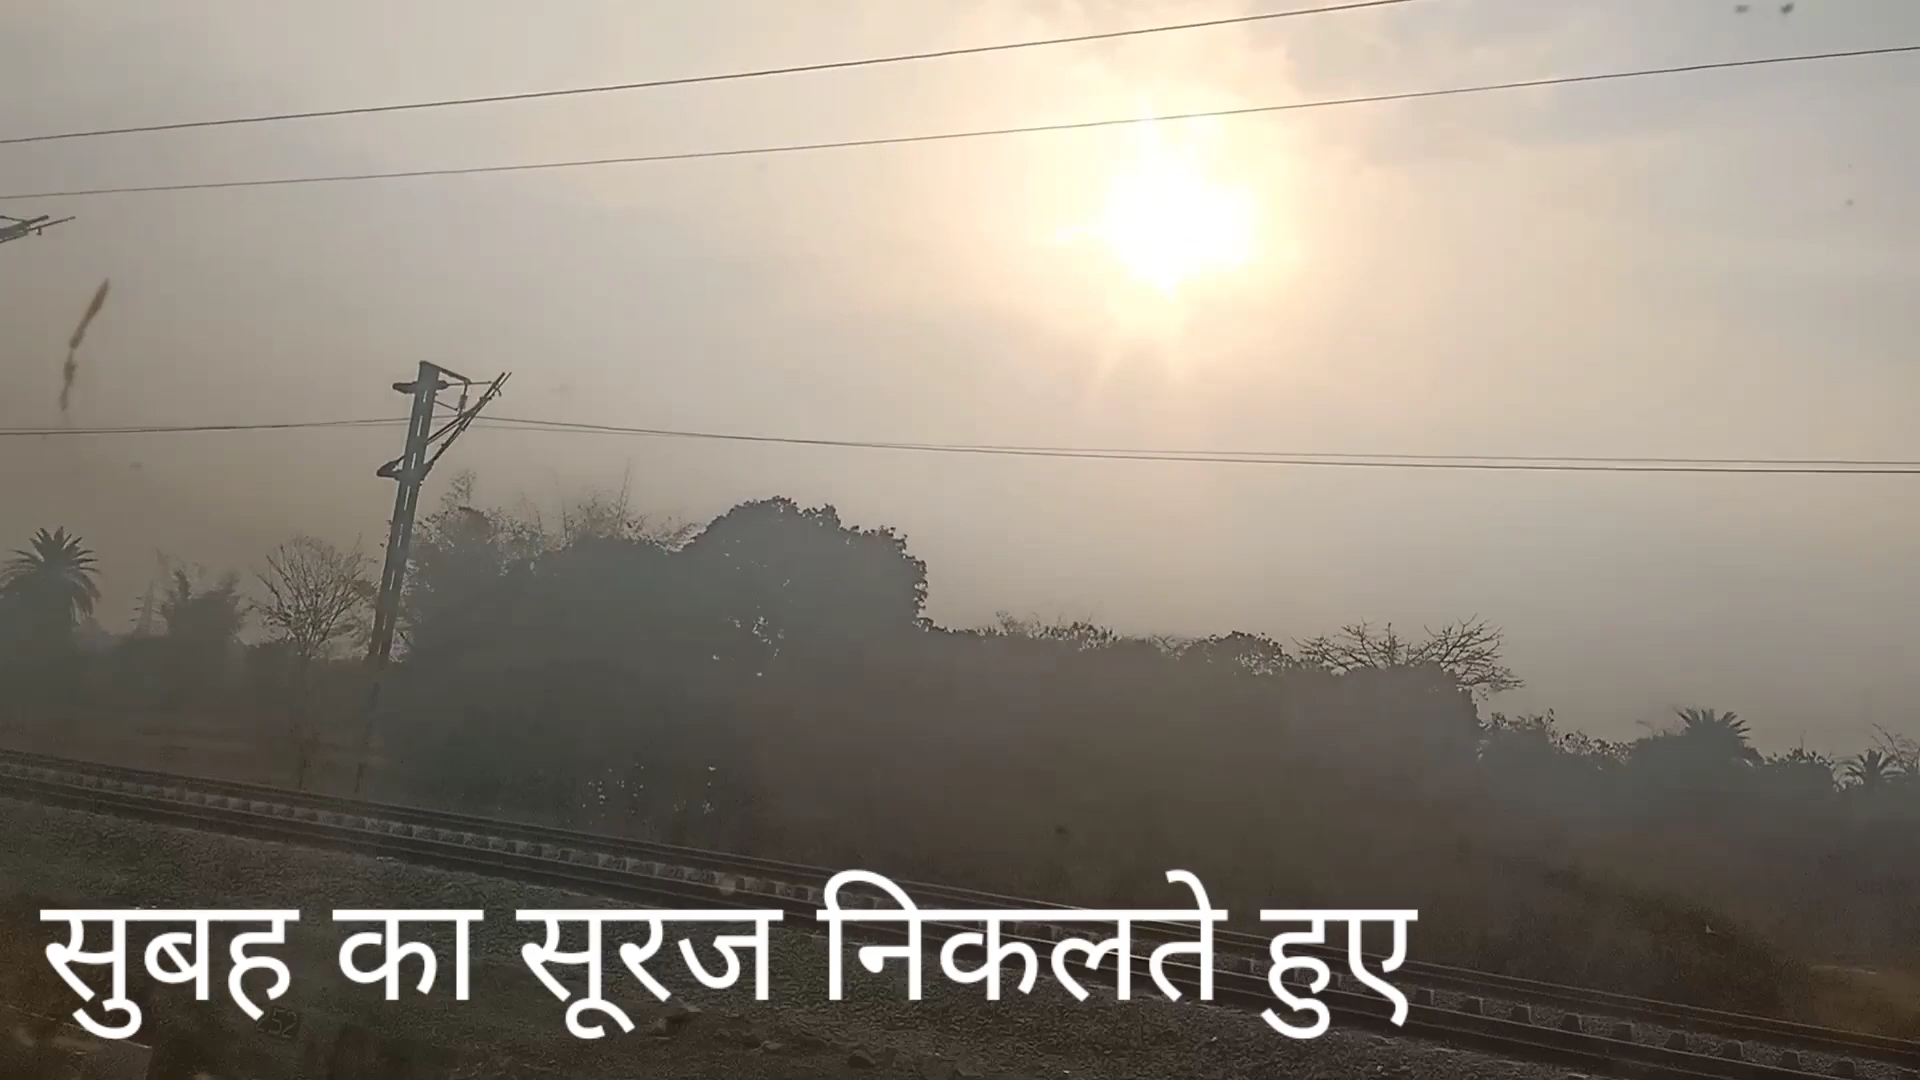 सुबह का सूरज निकलते हुए